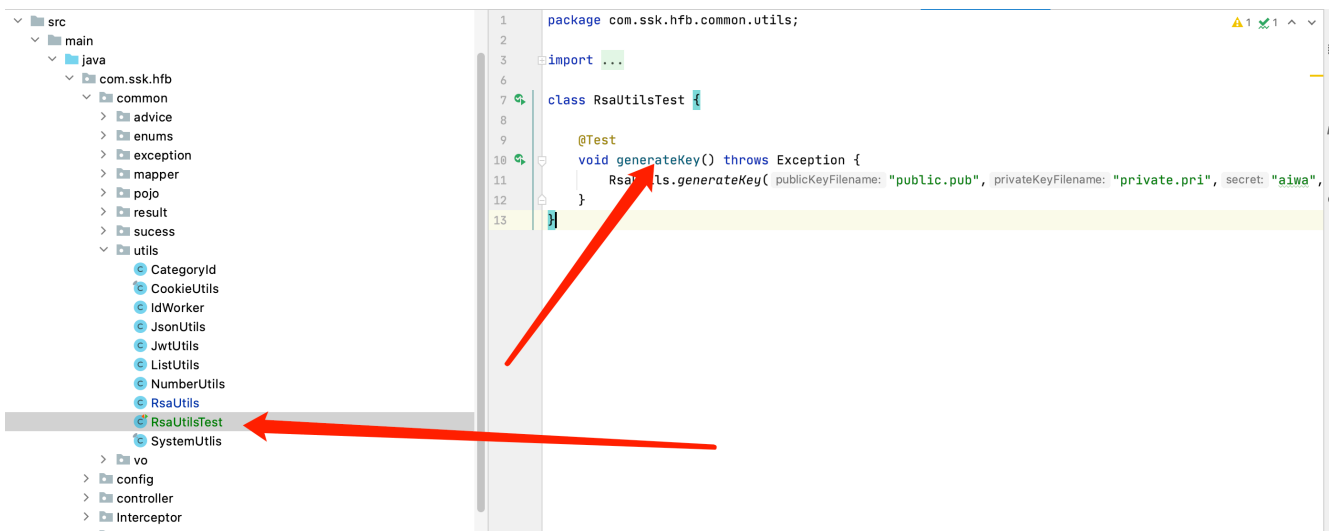 src
main
java
com.ssk.hfb
common
advice
enums
exception
mapper
pojo
result
sucess
utils
CategoryId
CookieUtils
IdWorker
JsonUtils
JwtUtils
ListUtils
NumberUtils
RsaUtils
RsaUtilsTest
SystemUtlis
vo
config
controller
Interceptor
1 package com.ssk.hfb.common.utils;
2
3 import ...
6
7 class RsaUtilsTest {
8
9 @Test
10 void generateKey() throws Exception {
11 RsaUtils.generateKey( publicKeyFilename: "public.pub", privateKeyFilename: "private.pri", secret: "aiwa",
12 }
13 }
1 1